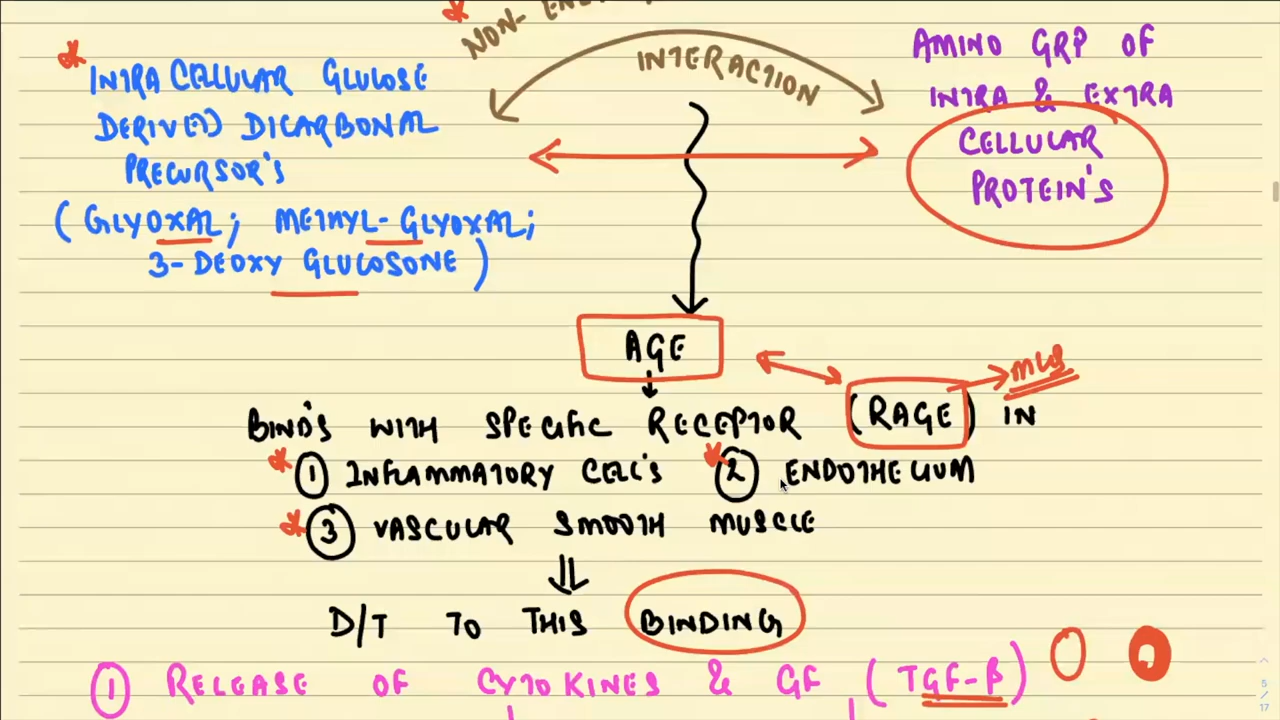 * NON-
INTERACTION
* INTRA CELLULAR GLUCOSE
DERIVED DICARBONAL
PRECURSOR'S
(GLYOXAL; METHYL-GLYOXAL;
3-DEOXY GLUCOSONE)
AMINO GRP OF
INTRA & EXTRA
CELLULAR
PROTEIN'S
AGE
BIND'S WITH SPECIFIC RECEPTOR (RAGE) IN
* ① INFLAMMATORY CELL'S * ② ENDOTHELIUM
* ③ VASCULAR SMOOTH MUSCLE
D/T TO THIS BINDING
① RELEASE OF CYTOKINES & GF (TGF-β)
5
/
17